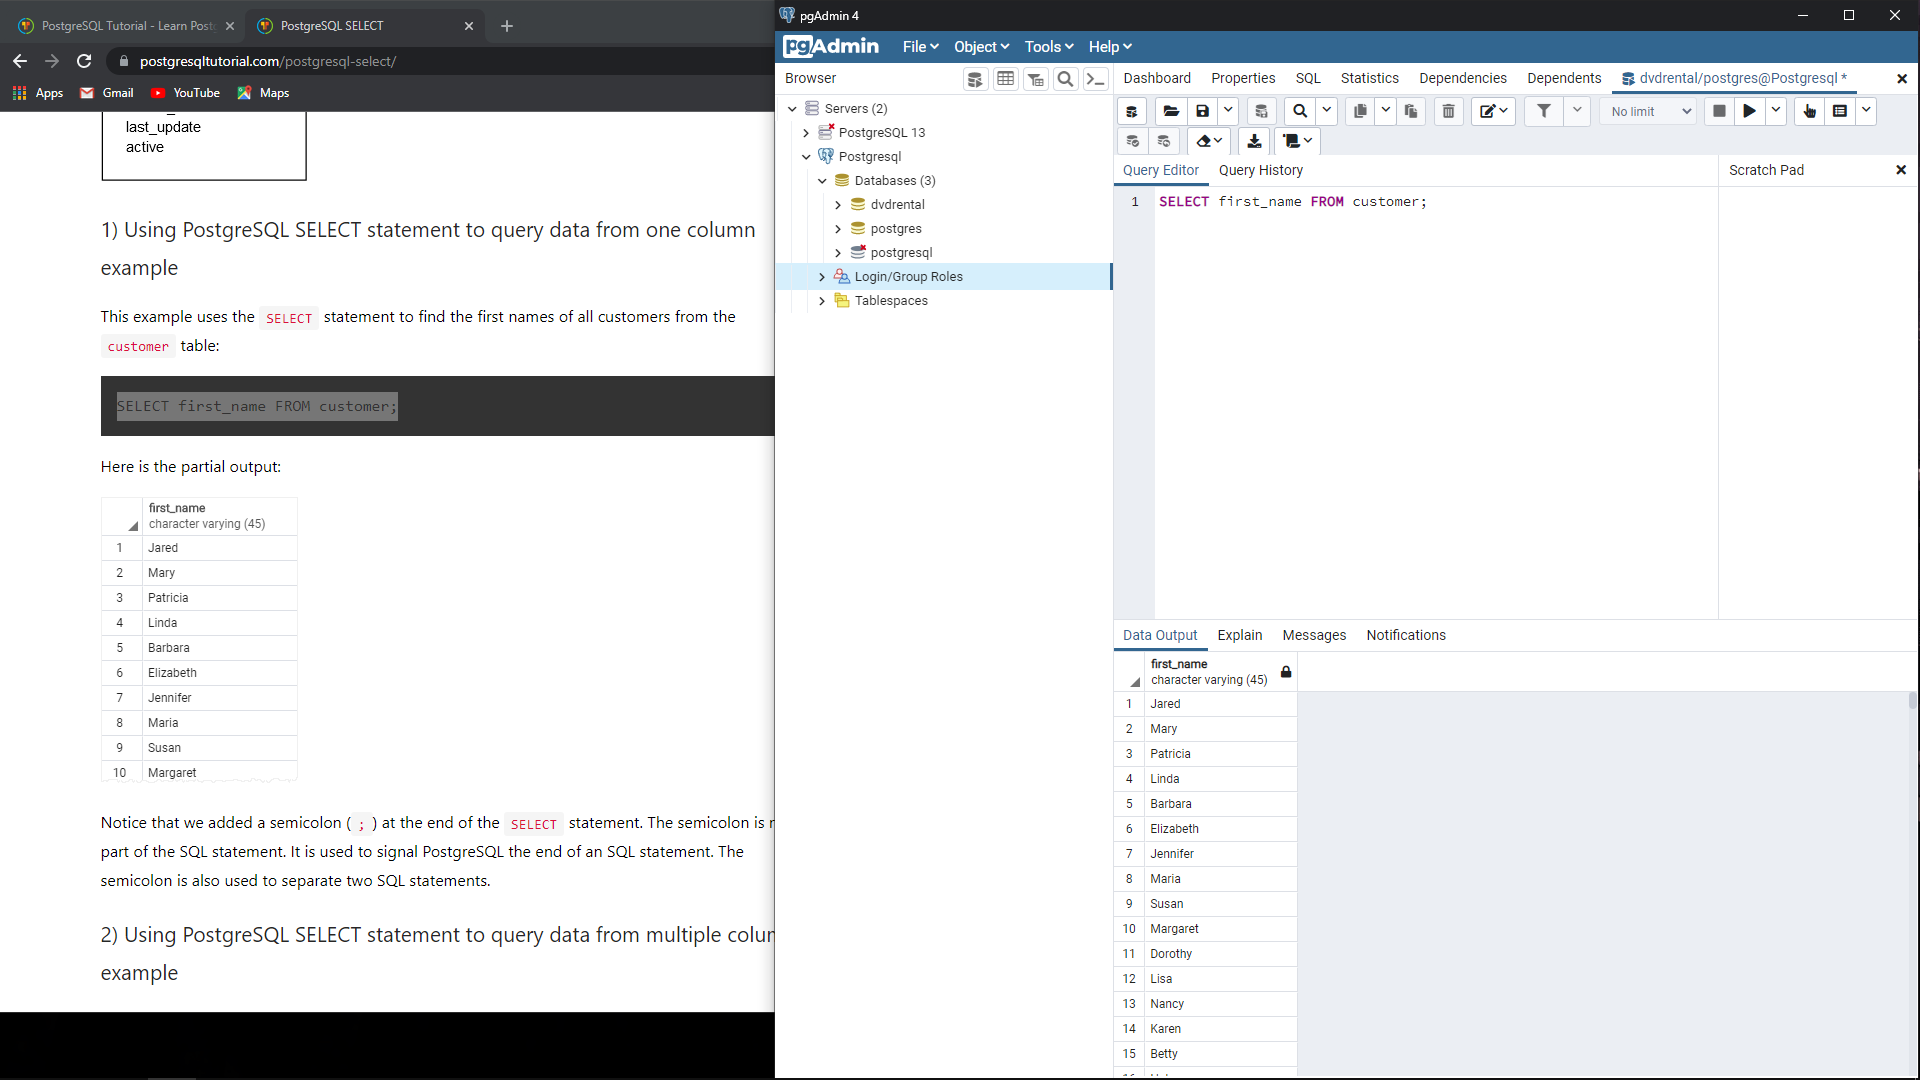 PostgreSQL Tutorial - Learn Post
PostgreSQL SELECT
postgresqltutorial.com/postgresql-select/
Apps
Gmail
YouTube
Maps
last_update
active
1) Using PostgreSQL SELECT statement to query data from one column
example
This example uses the SELECT statement to find the first names of all customers from the
customer table:
SELECT first_name FROM customer;
Here is the partial output:
first_name
character varying (45)
1 Jared
2 Mary
3 Patricia
4 Linda
5 Barbara
6 Elizabeth
7 Jennifer
8 Maria
9 Susan
10 Margaret
Notice that we added a semicolon ( ; ) at the end of the SELECT statement. The semicolon is
part of the SQL statement. It is used to signal PostgreSQL the end of an SQL statement. The
semicolon is also used to separate two SQL statements.
2) Using PostgreSQL SELECT statement to query data from multiple colum
example
pgAdmin 4
pgAdmin
File
Object
Tools
Help
Browser
Dashboard
Properties
SQL
Statistics
Dependencies
Dependents
dvdrental/postgres@Postgresql *
Servers (2)
PostgreSQL 13
Postgresql
Databases (3)
dvdrental
postgres
postgresql
Login/Group Roles
Tablespaces
No limit
Query Editor
Query History
Scratch Pad
1 SELECT first_name FROM customer;
Data Output
Explain
Messages
Notifications
first_name
character varying (45)
1 Jared
2 Mary
3 Patricia
4 Linda
5 Barbara
6 Elizabeth
7 Jennifer
8 Maria
9 Susan
10 Margaret
11 Dorothy
12 Lisa
13 Nancy
14 Karen
15 Betty